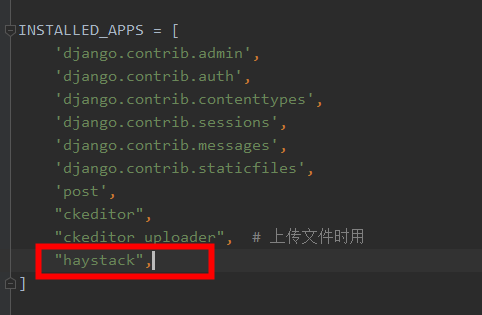 INSTALLED_APPS = [
'django.contrib.admin',
'django.contrib.auth',
'django.contrib.contenttypes',
'django.contrib.sessions',
'django.contrib.messages',
'django.contrib.staticfiles',
'post',
"ckeditor",
"ckeditor_uploader", # 上传文件时用
"haystack",
]